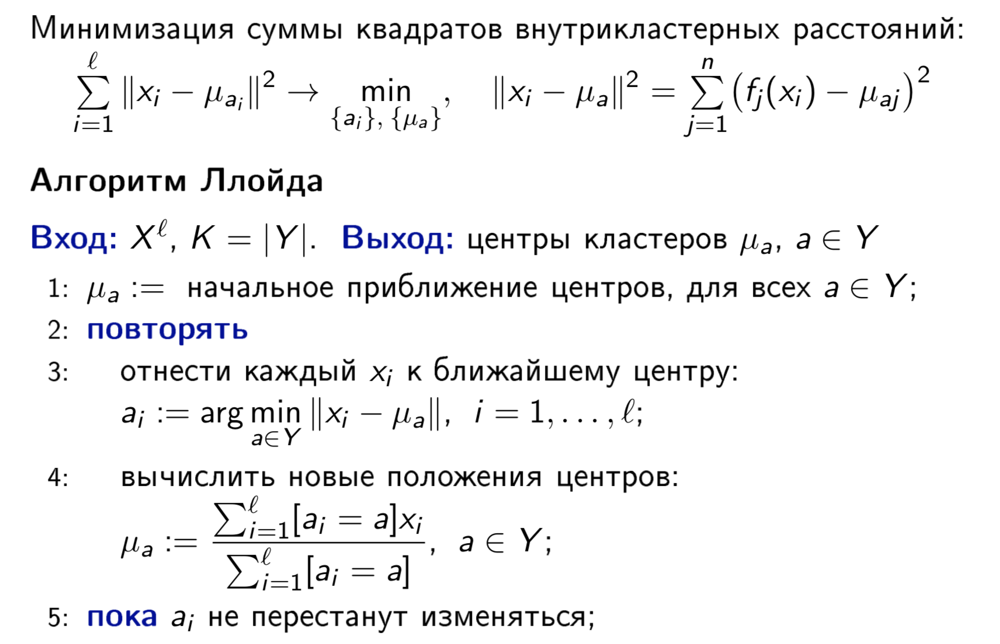 Минимизация суммы квадратов внутрикластерных расстояний:
$\sum_{i=1}^{\ell} \|x_i - \mu_{a_i}\|^2 \to \min_{\{a_i\}, \{\mu_a\}}, \quad \|x_i - \mu_a\|^2 = \sum_{j=1}^{n} (f_j(x_i) - \mu_{aj})^2$
Алгоритм Ллойда
Вход: $X^\ell$, $K = |Y|$. Выход: центры кластеров $\mu_a$, $a \in Y$
1: $\mu_a :=$ начальное приближение центров, для всех $a \in Y$;
2: повторять
3: отнести каждый $x_i$ к ближайшему центру:
$a_i := \arg\min_{a \in Y} \|x_i - \mu_a\|$, $i = 1, \ldots, \ell$;
4: вычислить новые положения центров:
$\mu_a := \frac{\sum_{i=1}^{\ell} [a_i = a] x_i}{\sum_{i=1}^{\ell} [a_i = a]}$, $a \in Y$;
5: пока $a_i$ не перестанут изменяться;